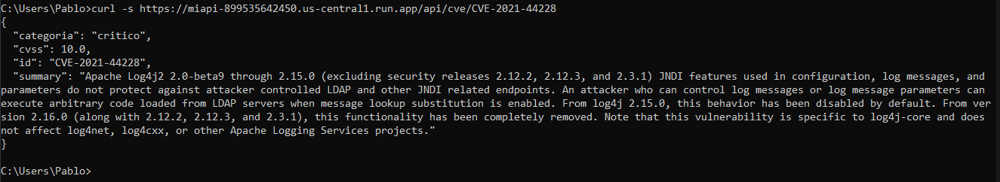 C:\Users\Pablo>curl -s https://miapi-899535642450.us-central1.run.app/api/cve/CVE-2021-44228
{
  "categoria": "critico",
  "cvss": 10.0,
  "id": "CVE-2021-44228",
  "summary": "Apache Log4j2 2.0-beta9 through 2.15.0 (excluding security releases 2.12.2, 2.12.3, and 2.3.1) JNDI features used in configuration, log messages, and
parameters do not protect against attacker controlled LDAP and other JNDI related endpoints. An attacker who can control log messages or log message parameters can
execute arbitrary code loaded from LDAP servers when message lookup substitution is enabled. From log4j 2.15.0, this behavior has been disabled by default. From ver
sion 2.16.0 (along with 2.12.2, 2.12.3, and 2.3.1), this functionality has been completely removed. Note that this vulnerability is specific to log4j-core and does
not affect log4net, log4cxx, or other Apache Logging Services projects."
}
C:\Users\Pablo>